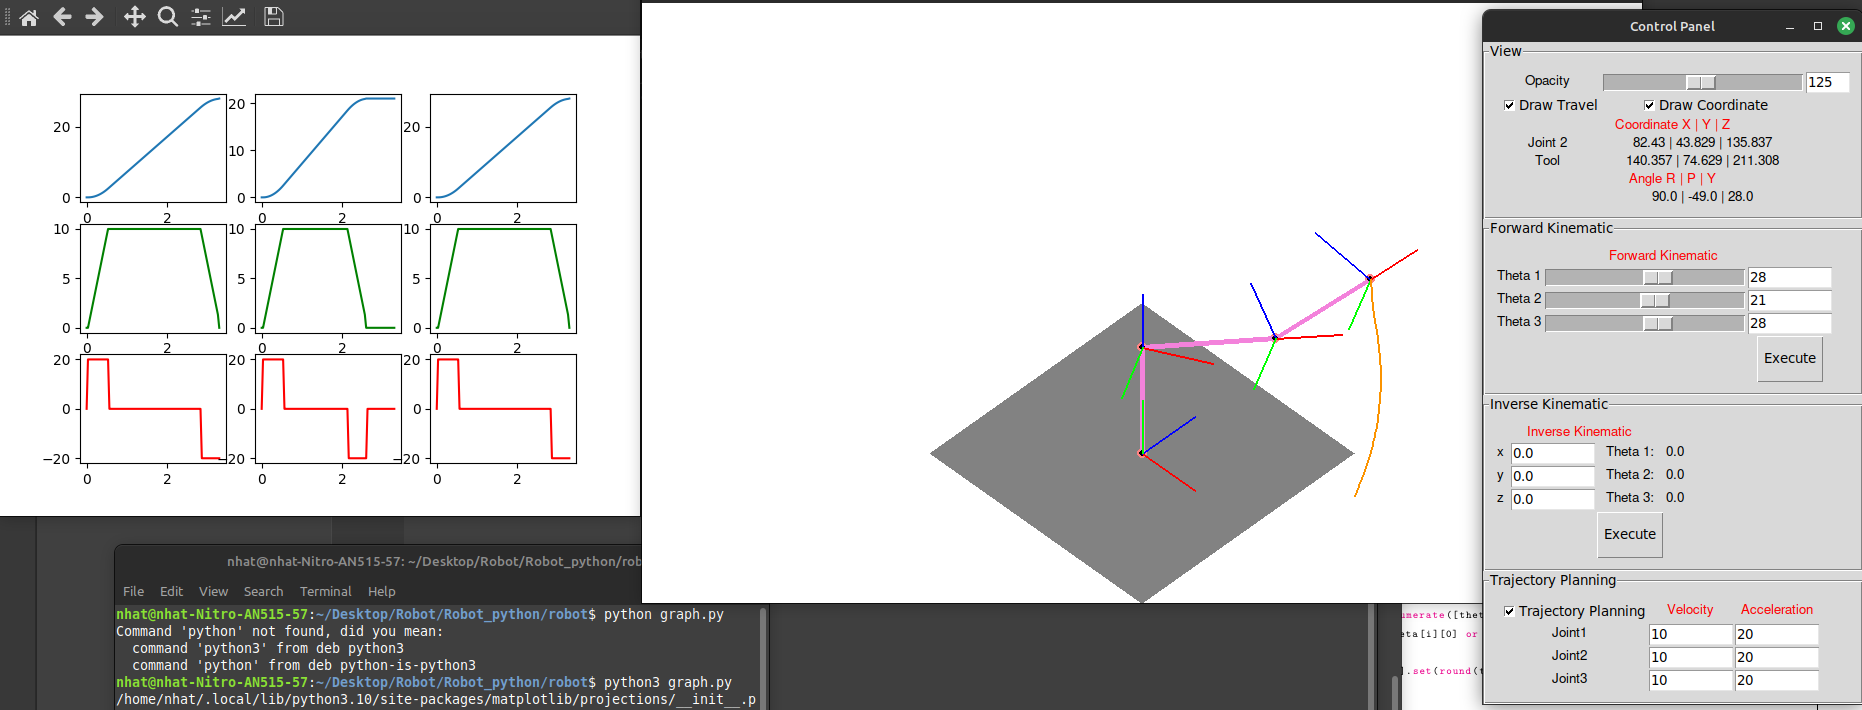 20
0
0
2
20
10
0
0
2
20
0
0
2
10
5
0
0
2
10
5
0
0
2
10
5
0
0
2
20
0
−20
0
2
20
0
−20
0
2
20
0
−20
0
2
nhat@nhat-Nitro-AN515-57: ~/Desktop/Robot/Robot_python/rob
File Edit View Search Terminal Help
nhat@nhat-Nitro-AN515-57:~/Desktop/Robot/Robot_python/robot$ python graph.py
Command 'python' not found, did you mean:
command 'python3' from deb python3
command 'python' from deb python-is-python3
nhat@nhat-Nitro-AN515-57:~/Desktop/Robot/Robot_python/robot$ python3 graph.py
/home/nhat/.local/lib/python3.10/site-packages/matplotlib/projections/__init__.p
umerate([thet
eta[i][0] or
].set(round(t
Control Panel
View
Opacity 125
Draw Travel Draw Coordinate
Coordinate X | Y | Z
Joint 2 82.43 | 43.829 | 135.837
Tool 140.357 | 74.629 | 211.308
Angle R | P | Y
90.0 | -49.0 | 28.0
Forward Kinematic
Forward Kinematic
Theta 1 28
Theta 2 21
Theta 3 28
Execute
Inverse Kinematic
Inverse Kinematic
x 0.0 Theta 1: 0.0
y 0.0 Theta 2: 0.0
z 0.0 Theta 3: 0.0
Execute
Trajectory Planning
Trajectory Planning Velocity Acceleration
Joint1 10 20
Joint2 10 20
Joint3 10 20